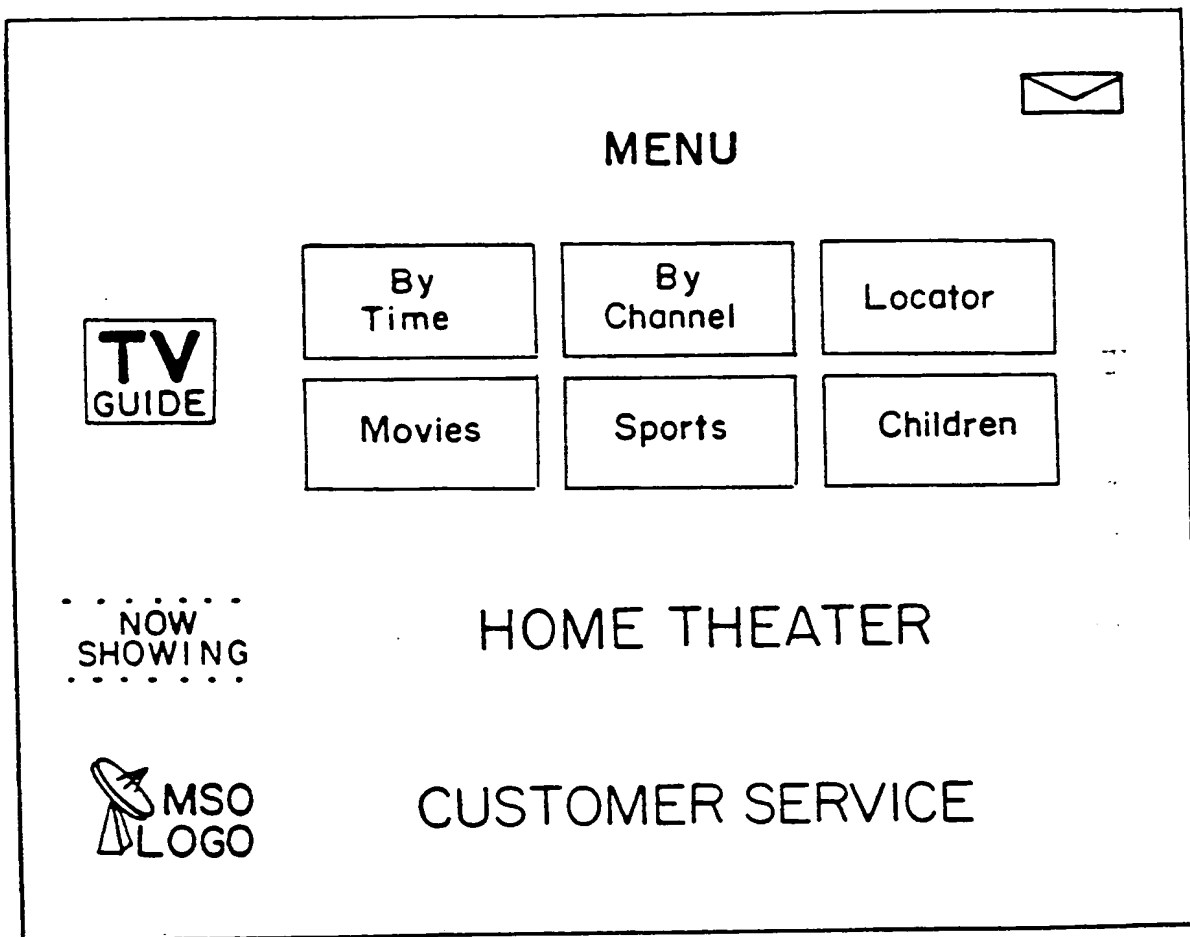 MENU
By
Time
By
Channel
Locator
TV
GUIDE
Movies
Sports
Children
NOW
SHOWING
HOME THEATER
MSO
LOGO
CUSTOMER SERVICE